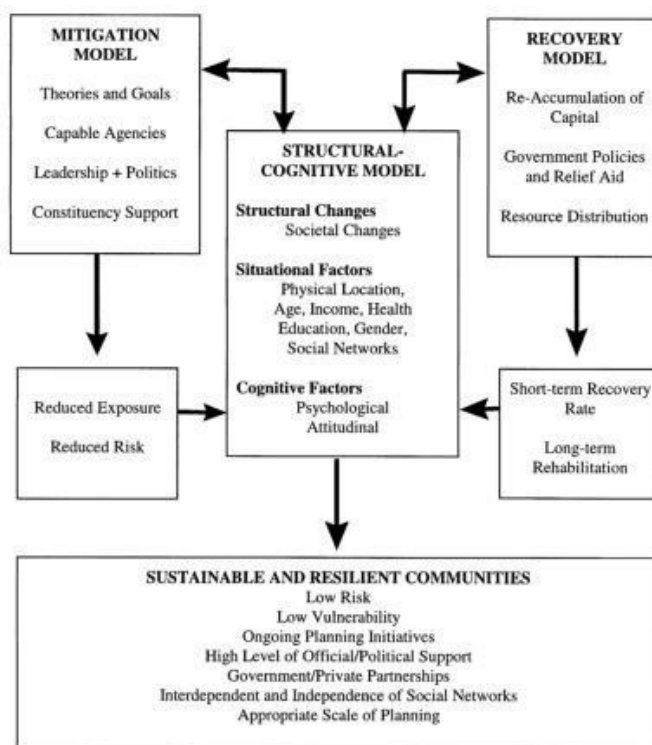 MITIGATION
MODEL
Theories and Goals
Capable Agencies
Leadership + Politics
Constituency Support
RECOVERY
MODEL
Re-Accumulation of
Capital
Government Policies
and Relief Aid
Resource Distribution
STRUCTURAL-
COGNITIVE MODEL
Structural Changes
Societal Changes
Situational Factors
Physical Location,
Age, Income, Health
Education, Gender,
Social Networks
Cognitive Factors
Psychological
Attitudinal
Reduced Exposure
Reduced Risk
Short-term Recovery
Rate
Long-term
Rehabilitation
SUSTAINABLE AND RESILIENT COMMUNITIES
Low Risk
Low Vulnerability
Ongoing Planning Initiatives
High Level of Official/Political Support
Government/Private Partnerships
Interdependent and Independence of Social Networks
Appropriate Scale of Planning